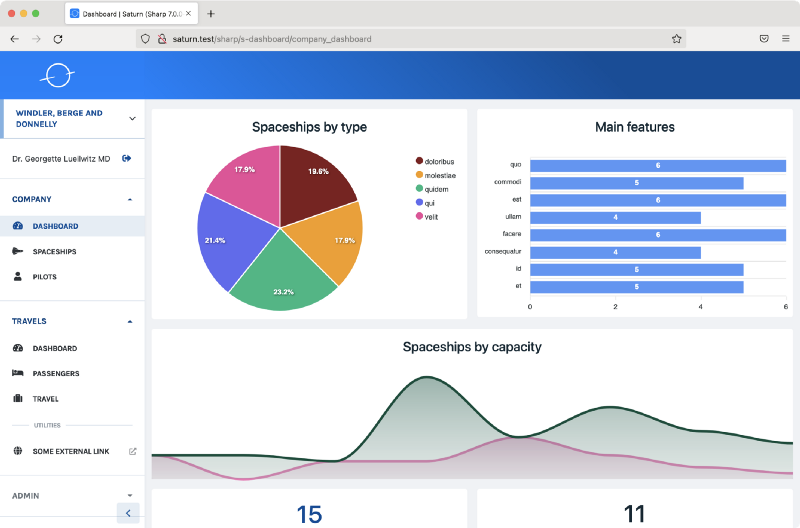 Dashboard | Saturn (Sharp 7.0.0
saturn.test/sharp/s-dashboard/company_dashboard
WINDLER, BERGE AND
DONNELLY
Dr. Georgette Lueilwitz MD
COMPANY
DASHBOARD
SPACESHIPS
PILOTS
TRAVELS
DASHBOARD
PASSENGERS
TRAVEL
UTILITIES
SOME EXTERNAL LINK
ADMIN
Spaceships by type
17.9%
19.6%
17.9%
23.2%
21.4%
doloribus
molestiae
quidem
qui
velit
Main features
quo 6
commodi 5
eat 6
ullam 4
facere 6
consequatur 4
id 5
et 5
0 2 4 6
Spaceships by capacity
15
11